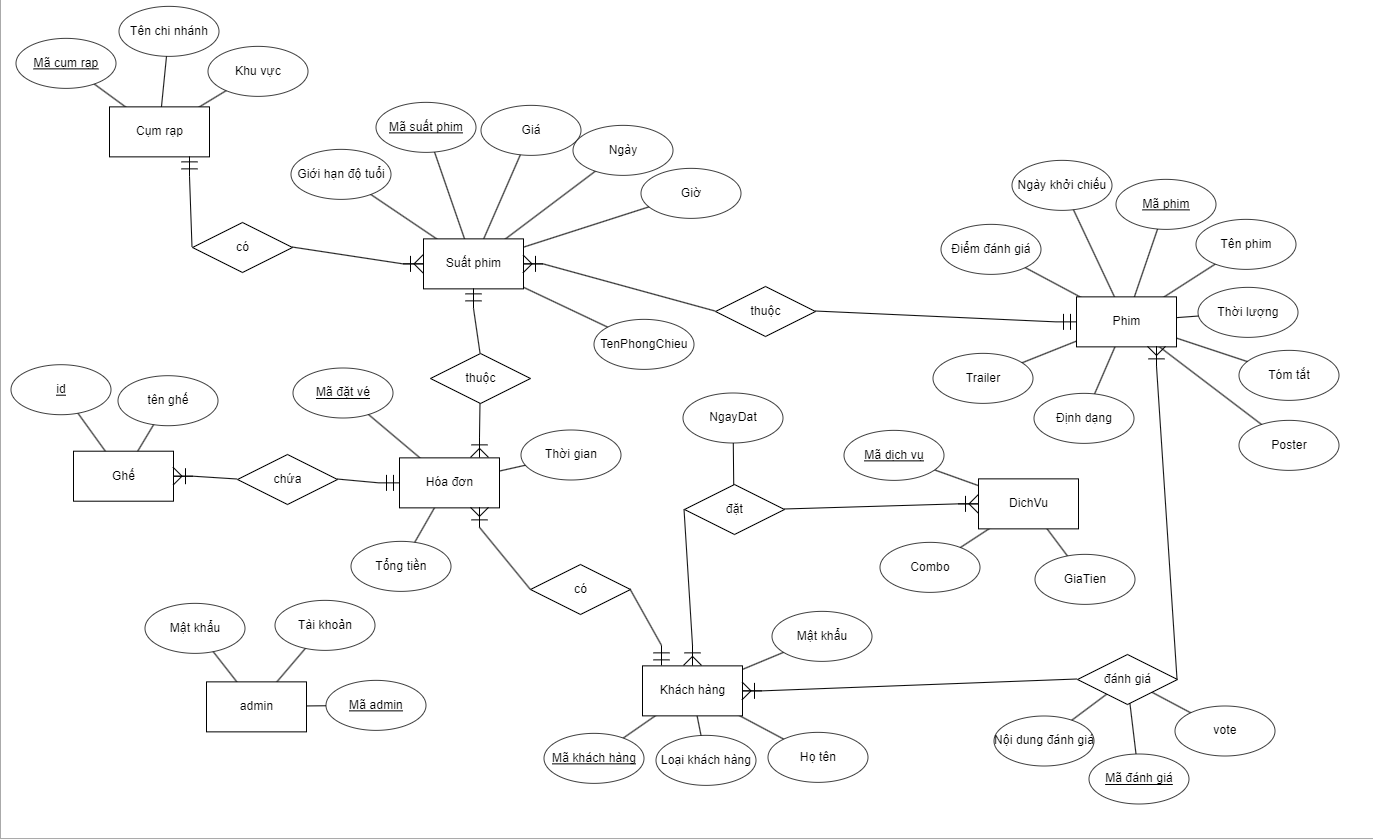 Tên chi nhánh
Mã cum rạp
Khu vực
Cụm rạp
Mã suất phim
Giá
Ngày
Giới hạn độ tuổi
Giờ
có
Suất phim
Ngày khởi chiếu
Mã phim
Điểm đánh giá
Tên phim
thuộc
Phim
Thời lượng
TenPhongChieu
thuộc
Trailer
Tóm tắt
id
tên ghế
Mã đặt vé
NgayDat
Định dạng
Poster
Ghế
chứa
Hóa đơn
Thời gian
Mã dich vu
đặt
DichVu
Tổng tiền
Combo
GiaTien
có
Mật khẩu
Tài khoản
Mật khẩu
Khách hàng
đánh giá
admin
Mã admin
Nội dung đánh giá
vote
Mã khách hàng
Loại khách hàng
Họ tên
Mã đánh giá